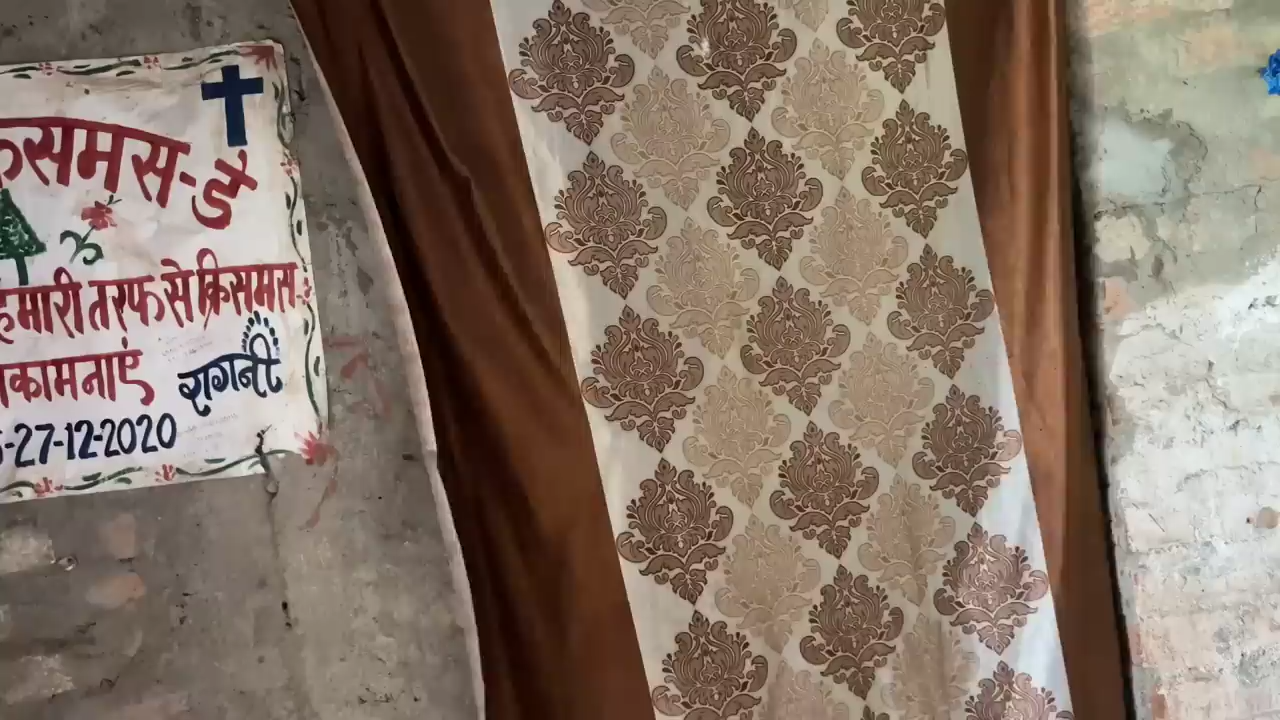 िसमस-डे
हमारी तरफ से क्रिसमस-
कामनाएं रागनी
-27-12-2020